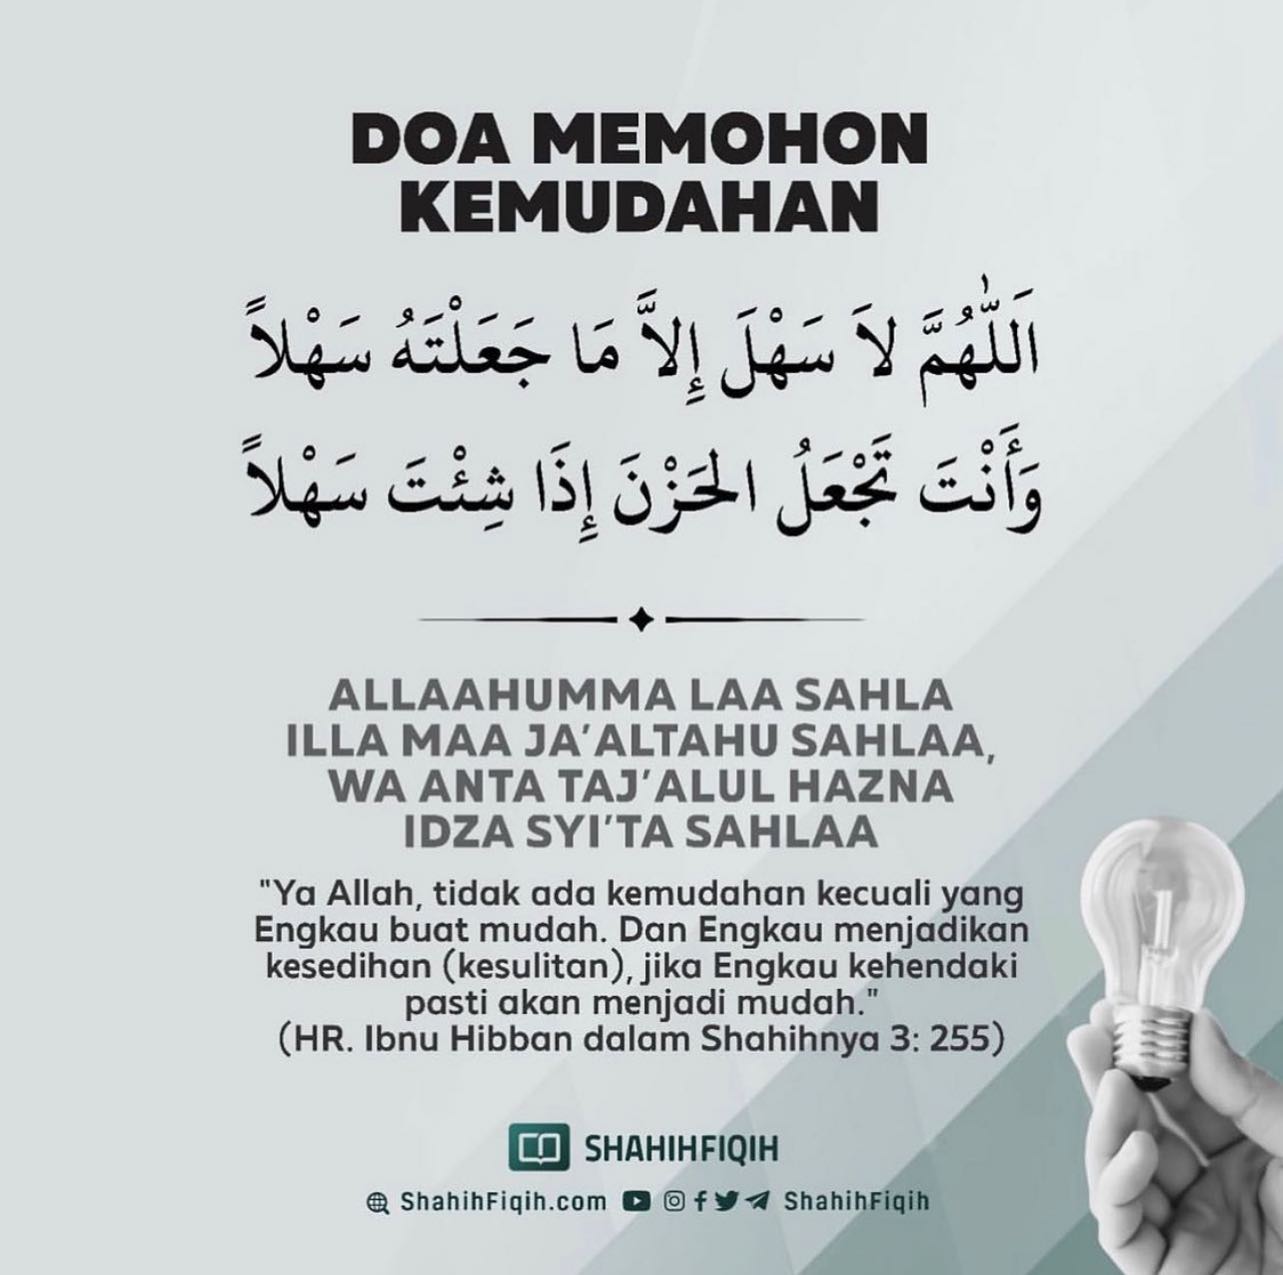 DOA MEMOHON
KEMUDAHAN
اَللّٰهُمَّ لاَ سَهْلَ إِلاَّ مَا جَعَلْتَهُ سَهْلاً
وَأَنْتَ تَجْعَلُ الحَزْنَ إِذَا شِئْتَ سَهْلاً
ALLAAHUMMA LAA SAHLA
ILLA MAA JA'ALTAHU SAHLAA,
WA ANTA TAJ'ALUL HAZNA
IDZA SYI'TA SAHLAA
"Ya Allah, tidak ada kemudahan kecuali yang
Engkau buat mudah. Dan Engkau menjadikan
kesedihan (kesulitan), jika Engkau kehendaki
pasti akan menjadi mudah."
(HR. Ibnu Hibban dalam Shahihnya 3: 255)
SHAHIHFIQIH
ShahihFiqih.com ShahihFiqih